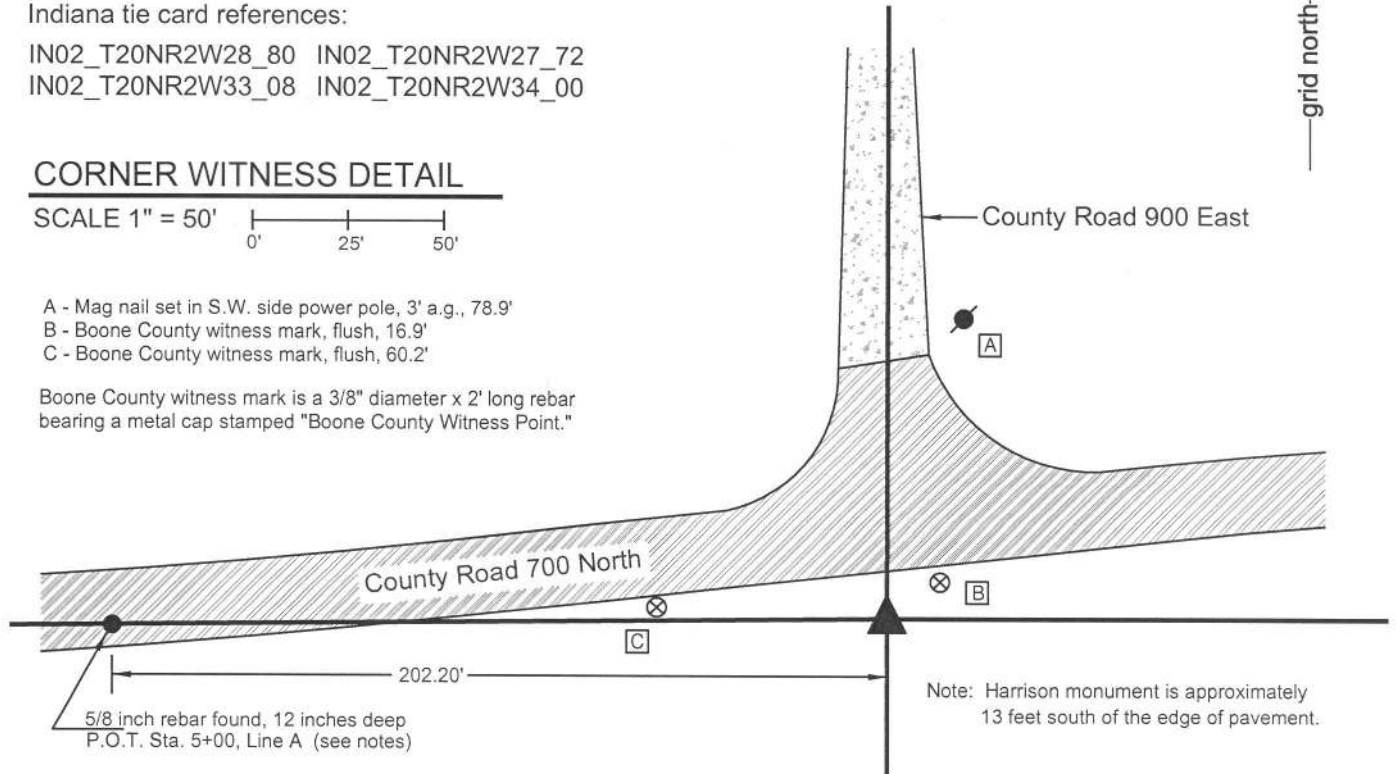 Indiana tie card references:
IN02_T20NR2W28_80 IN02_T20NR2W27_72
IN02_T20NR2W33_08 IN02_T20NR2W34_00
grid north
CORNER WITNESS DETAIL
SCALE 1" = 50'
0' 25' 50'
County Road 900 East
A - Mag nail set in S.W. side power pole, 3' a.g., 78.9'
B - Boone County witness mark, flush, 16.9'
C - Boone County witness mark, flush, 60.2'
A
Boone County witness mark is a 3/8" diameter x 2' long rebar
bearing a metal cap stamped "Boone County Witness Point."
County Road 700 North
B
C
202.20'
Note: Harrison monument is approximately
13 feet south of the edge of pavement.
5/8 inch rebar found, 12 inches deep
P.O.T. Sta. 5+00, Line A (see notes)